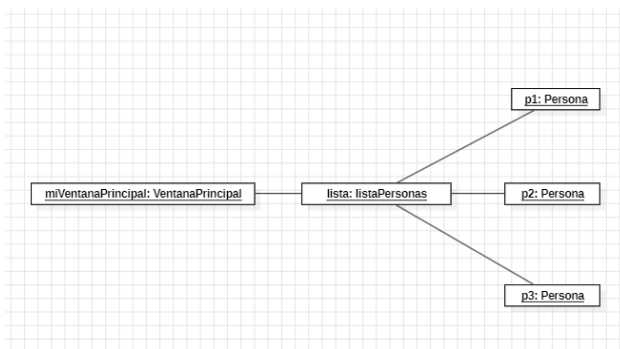 p1: Persona
miVentanaPrincipal: VentanaPrincipal
lista: listaPersonas
p2: Persona
p3: Persona